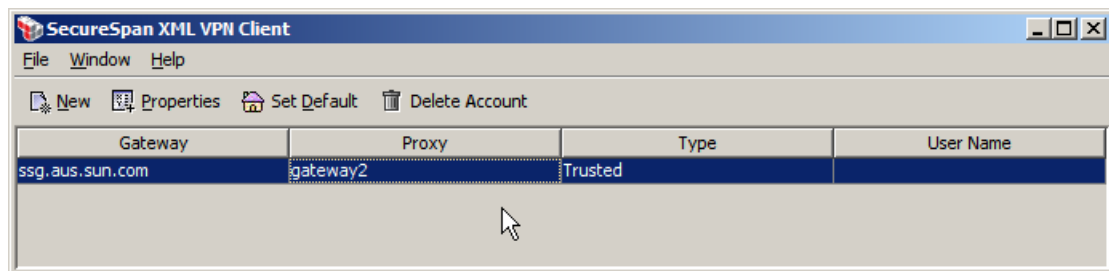 SecureSpan XML VPN Client
File Window Help
New Properties Set Default Delete Account
Gateway Proxy Type User Name
ssg.aus.sun.com gateway2 Trusted